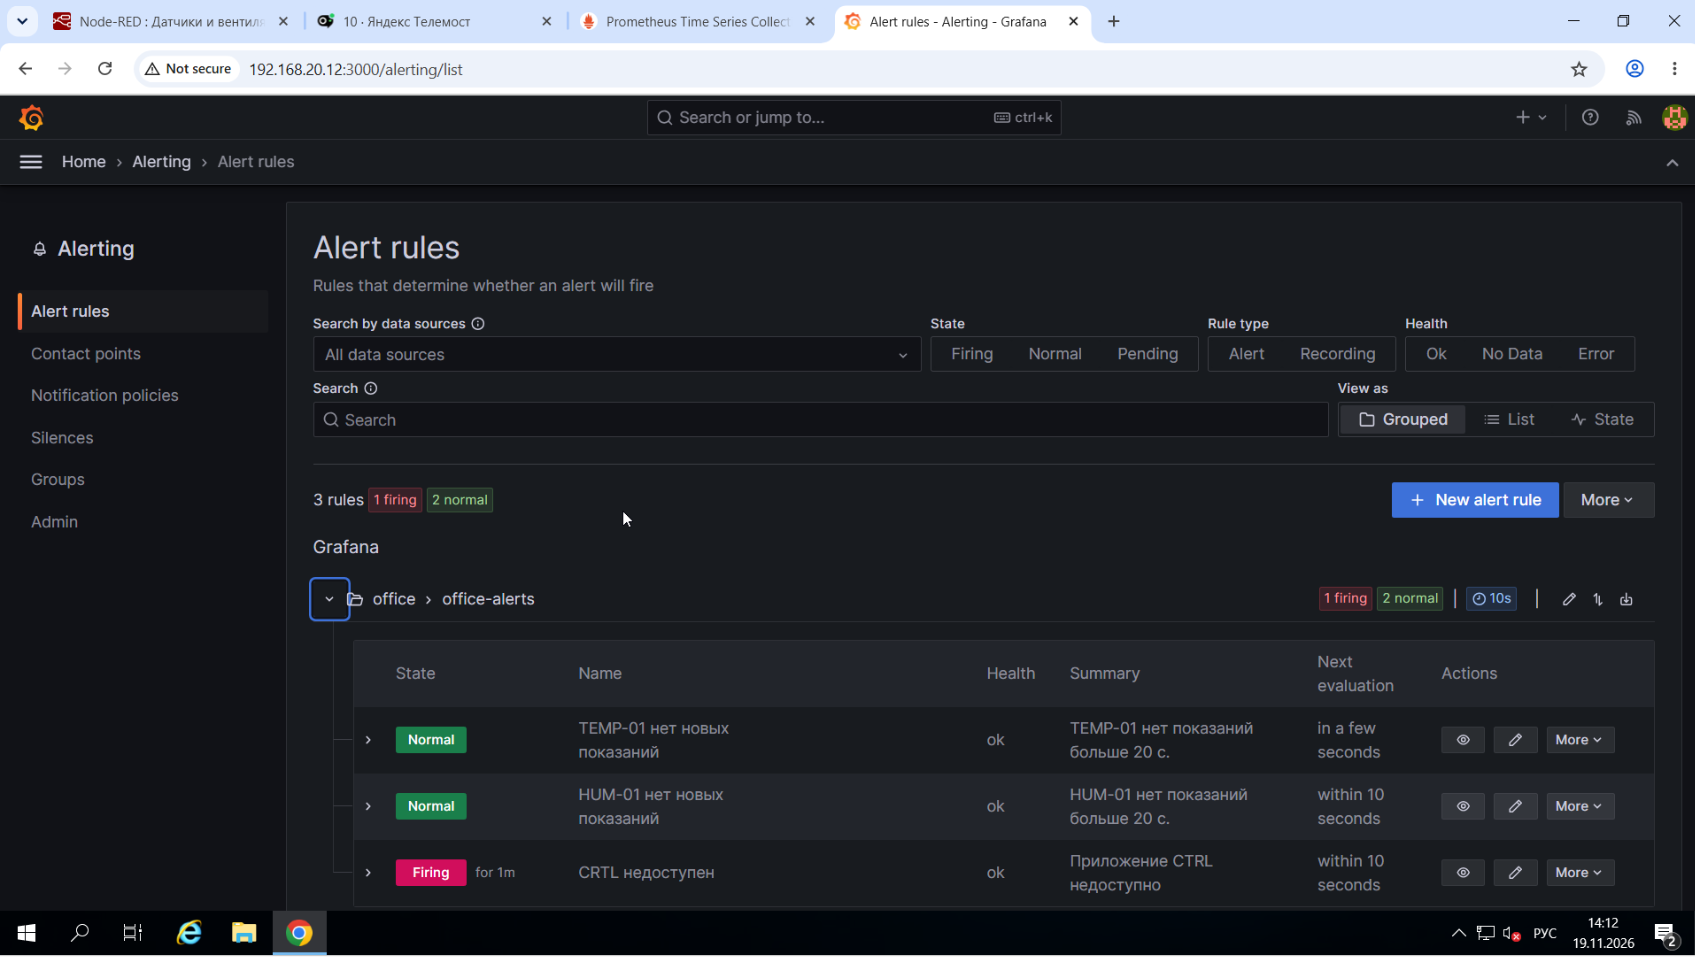 Node-RED : Датчики и вентиля
10 · Яндекс Телемост
Prometheus Time Series Collect
Alert rules - Alerting - Grafana
Not secure
192.168.20.12:3000/alerting/list
Search or jump to...
ctrl+k
Home › Alerting › Alert rules
Alerting
Alert rules
Contact points
Notification policies
Silences
Groups
Admin
Alert rules
Rules that determine whether an alert will fire
Search by data sources
All data sources
State
Firing Normal Pending
Rule type
Alert Recording
Health
Ok No Data Error
Search
Search
View as
Grouped List State
3 rules 1 firing 2 normal
+ New alert rule
More
Grafana
office › office-alerts
1 firing 2 normal | 10s |
State Name Health Summary Next evaluation Actions
Normal
TEMP-01 нет новых
показаний
ok
TEMP-01 нет показаний
больше 20 с.
in a few
seconds
More
Normal
HUM-01 нет новых
показаний
ok
HUM-01 нет показаний
больше 20 с.
within 10
seconds
More
Firing for 1m
CRTL недоступен
ok
Приложение CTRL
недоступно
within 10
seconds
More
РУС
14:12
19.11.2026
2